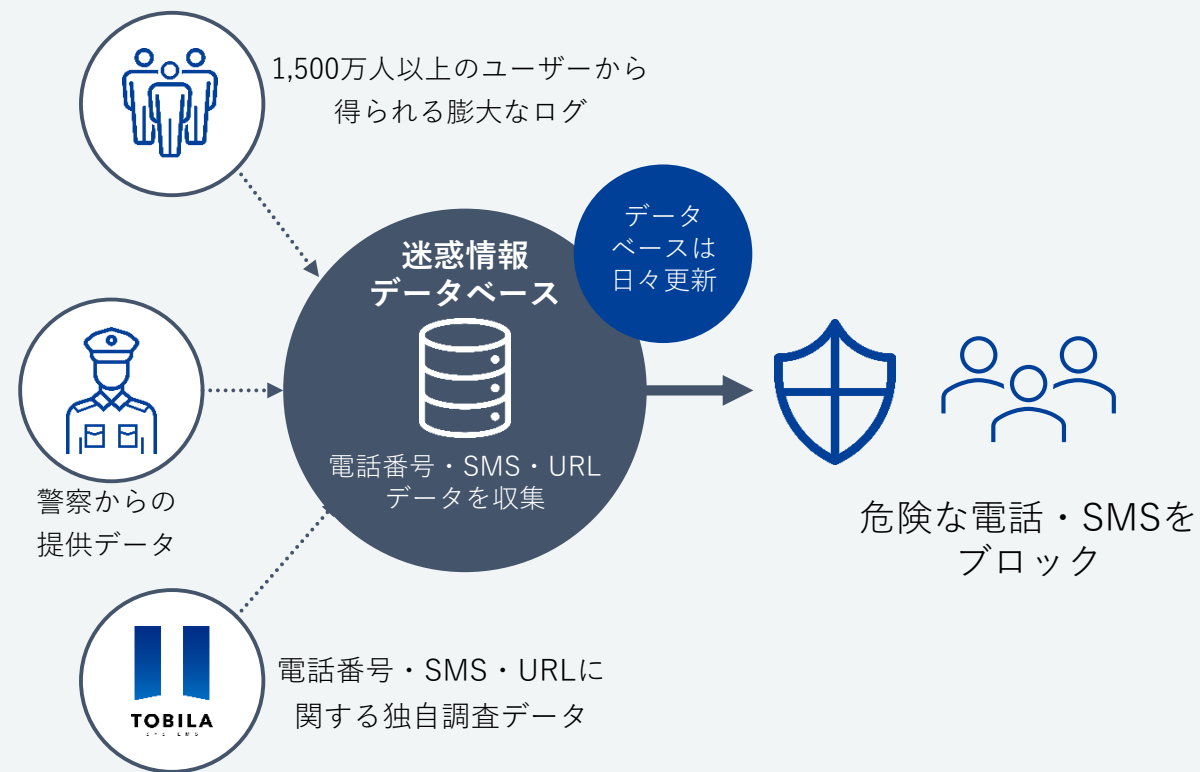 1,500万人以上のユーザーから
得られる膨大なログ
データ
ベースは
日々更新
迷惑情報
データベース
電話番号・SMS・URL
データを収集
警察からの
提供データ
危険な電話・SMSを
ブロック
電話番号・SMS・URLに
関する独自調査データ
TOBILA